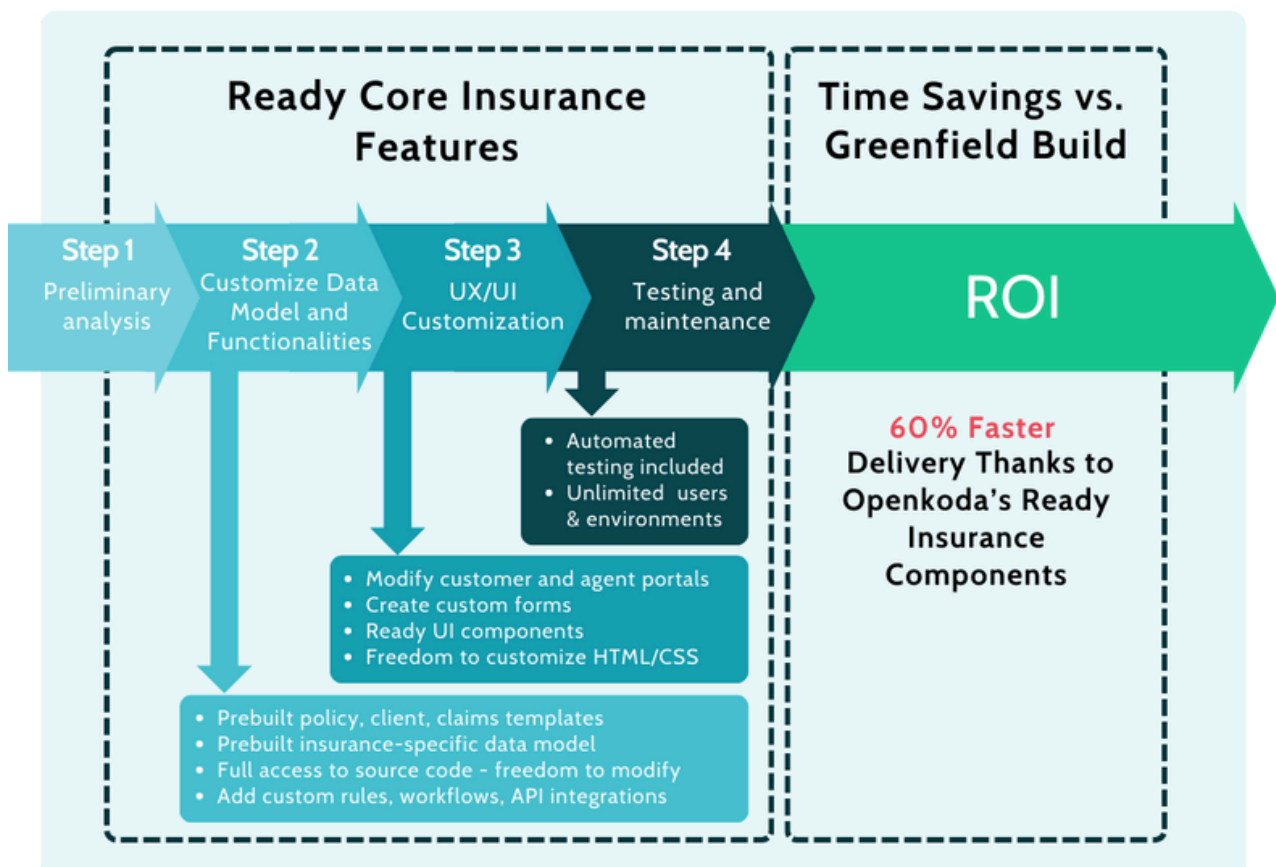 Ready Core Insurance
Features
Time Savings vs.
Greenfield Build
Step 1
Preliminary
analysis
Step 2
Customize Data
Model and
Functionalities
Step 3
UX/UI
Customization
Step 4
Testing and
maintenance
ROI
• Automated
testing included
• Unlimited users
& environments
• Modify customer and agent portals
• Create custom forms
• Ready UI components
• Freedom to customize HTML/CSS
• Prebuilt policy, client, claims templates
• Prebuilt insurance-specific data model
• Full access to source code - freedom to modify
• Add custom rules, workflows, API integrations
60% Faster
Delivery Thanks to
Openkoda’s Ready
Insurance
Components